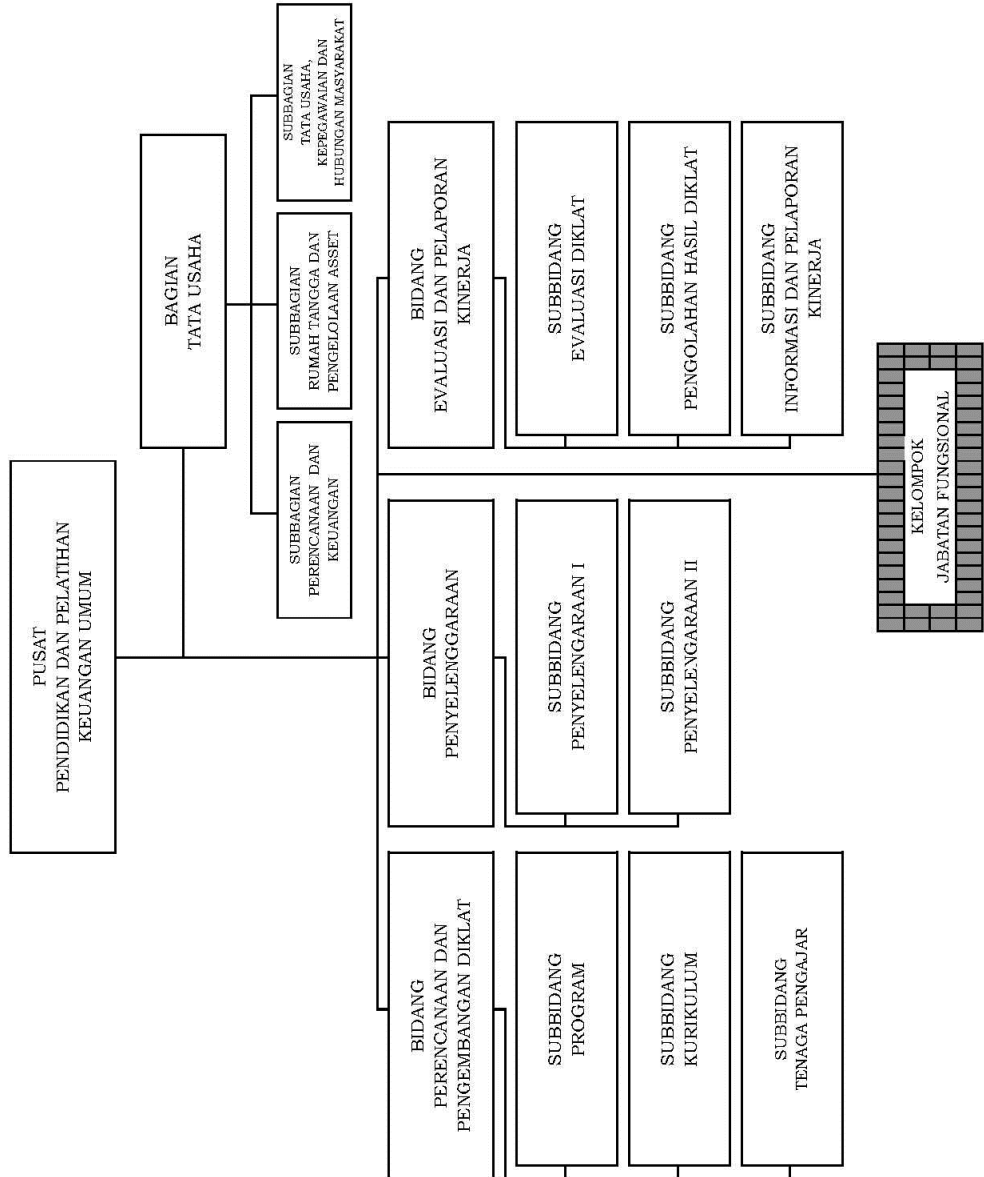 PUSAT
PENDIDIKAN DAN PELATIHAN
KEUANGAN UMUM
BAGIAN
TATA USAHA
SUBBAGIAN
PERENCANAAN DAN
KEUANGAN
SUBBAGIAN
RUMAH TANGGA DAN
PENGELOLAAN ASSET
SUBBAGIAN
TATA USAHA,
KEPEGAWAIAN DAN
HUBUNGAN MASYARAKAT
BIDANG
PERENCANAAN DAN
PENGEMBANGAN DIKLAT
BIDANG
PENYELENGGARAAN
BIDANG
EVALUASI DAN PELAPORAN
KINERJA
SUBBIDANG
PROGRAM
SUBBIDANG
PENYELENGARAAN I
SUBBIDANG
EVALUASI DIKLAT
SUBBIDANG
KURIKULUM
SUBBIDANG
PENYELENGARAAN II
SUBBIDANG
PENGOLAHAN HASIL DIKLAT
SUBBIDANG
TENAGA PENGAJAR
SUBBIDANG
INFORMASI DAN PELAPORAN
KINERJA
KELOMPOK
JABATAN FUNGSIONAL